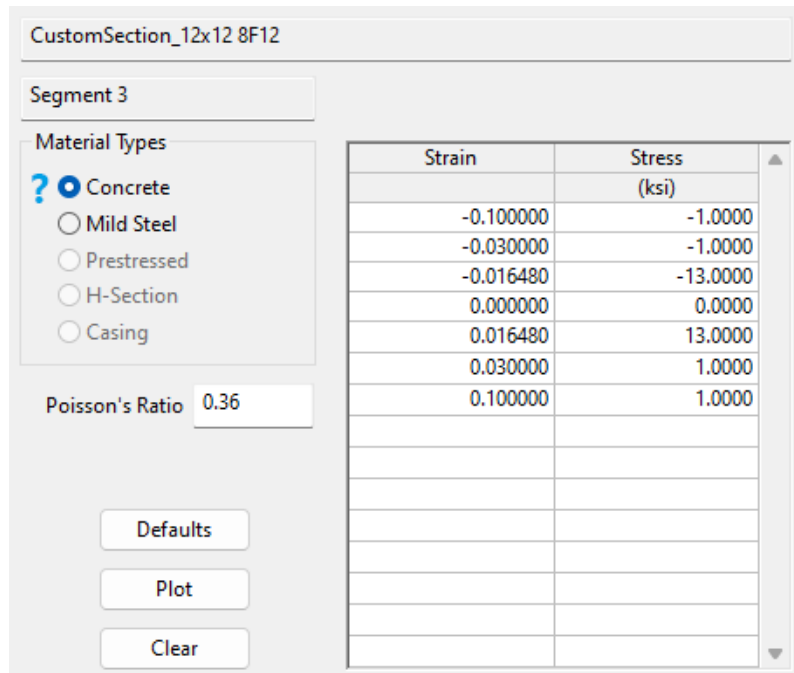 CustomSection_12x12 8F12
Segment 3
Material Types
? Concrete
Mild Steel
Prestressed
H-Section
Casing
Poisson's Ratio 0.36
Defaults
Plot
Clear
Strain Stress
(ksi)
-0.100000 -1.0000
-0.030000 -1.0000
-0.016480 -13.0000
0.000000 0.0000
0.016480 13.0000
0.030000 1.0000
0.100000 1.0000